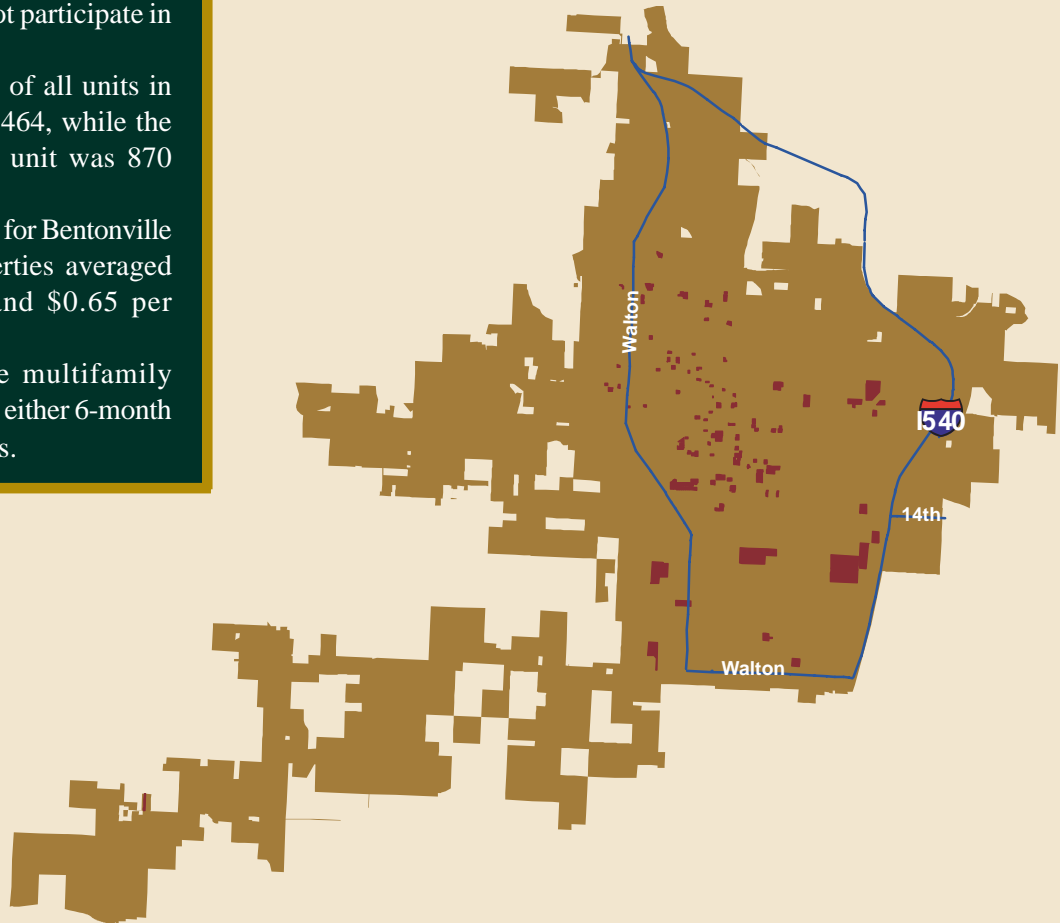 ot participate in
of all units in
464, while the
unit was 870
for Bentonville
erties averaged
and $0.65 per
e multifamily
either 6-month
s.
Walton
I540
14th
Walton